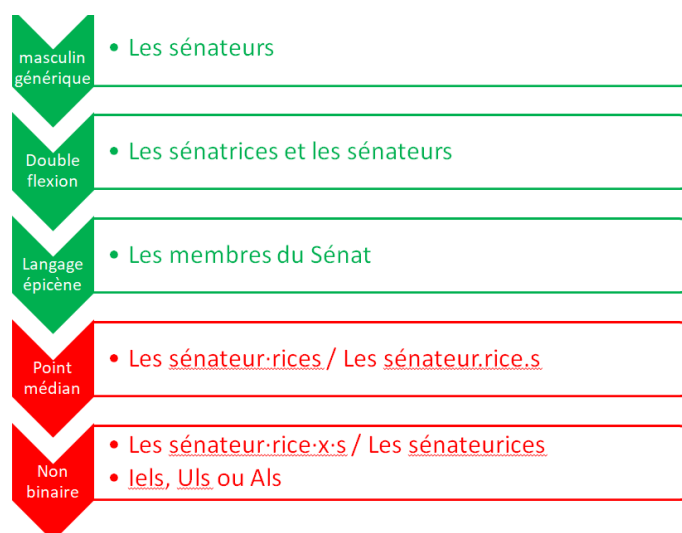 masculin
générique
• Les sénateurs
Double
flexion
• Les sénatrices et les sénateurs
Langage
épicène
• Les membres du Sénat
Point
médian
• Les sénateur·rices / Les sénateur.rice.s
Non
binaire
• Les sénateur·rice·x·s / Les sénateurices
• Iels, Uls ou Als